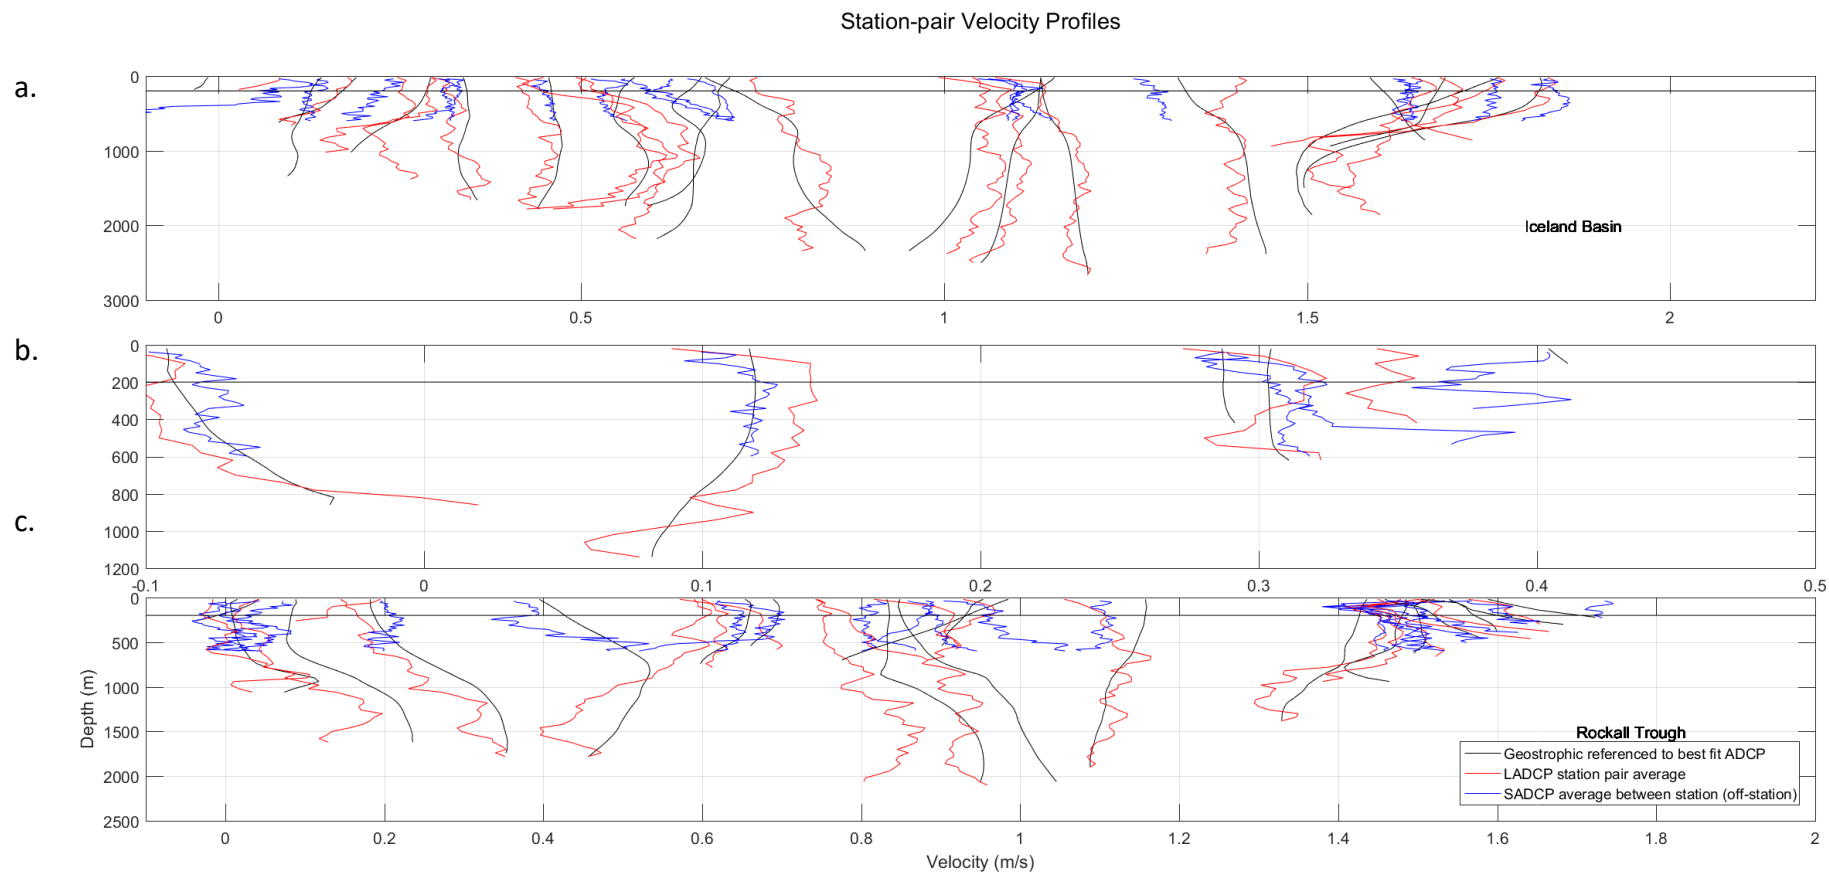 Station-pair Velocity Profiles
a.
0
1000
2000
3000
Iceland Basin
0 0.5 1 1.5 2
b.
0
200
400
600
800
1000
1200
-0.1 0 0.1 0.2 0.3 0.4 0.5
c.
0
500
1000
1500
2000
2500
Depth (m)
Rockall Trough
Geostrophic referenced to best fit ADCP
LADCP station pair average
SADCP average between station (off-station)
0 0.2 0.4 0.6 0.8 1 1.2 1.4 1.6 1.8 2
Velocity (m/s)